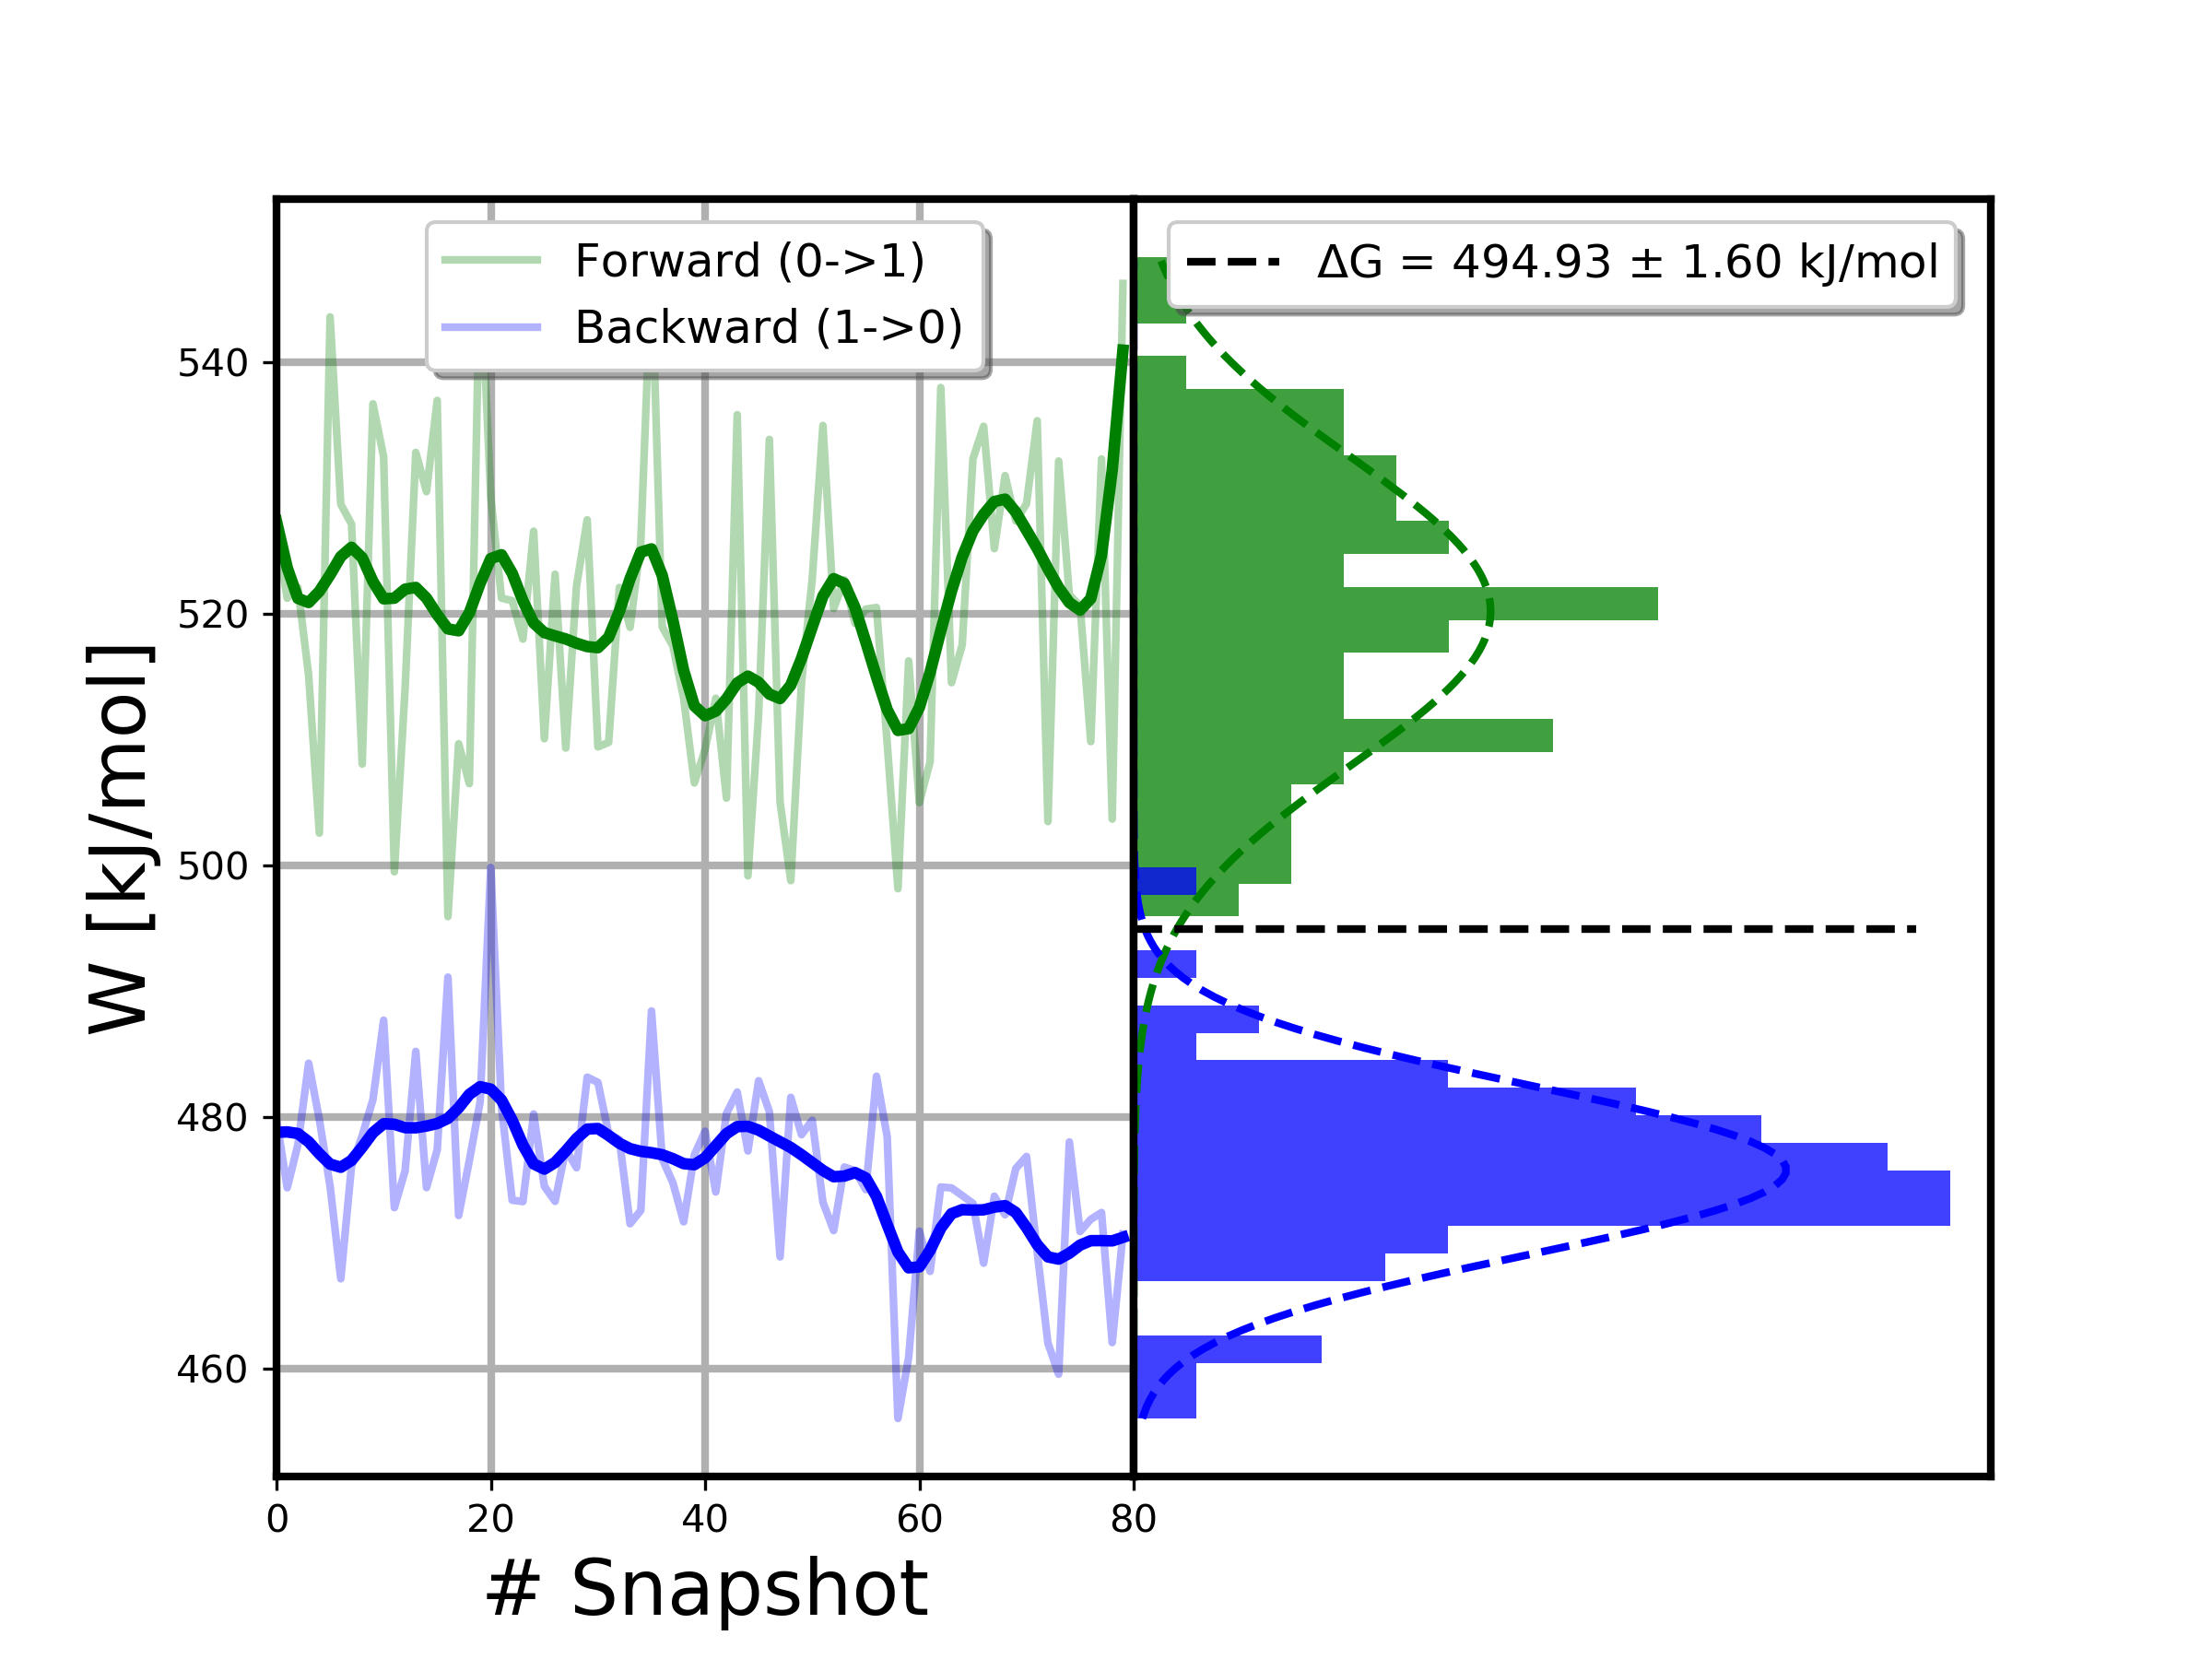 Forward (0->1)
Backward (1->0)
ΔG = 494.93 ± 1.60 kJ/mol
W [kJ/mol]
540
520
500
480
460
0 20 40 60 80
# Snapshot